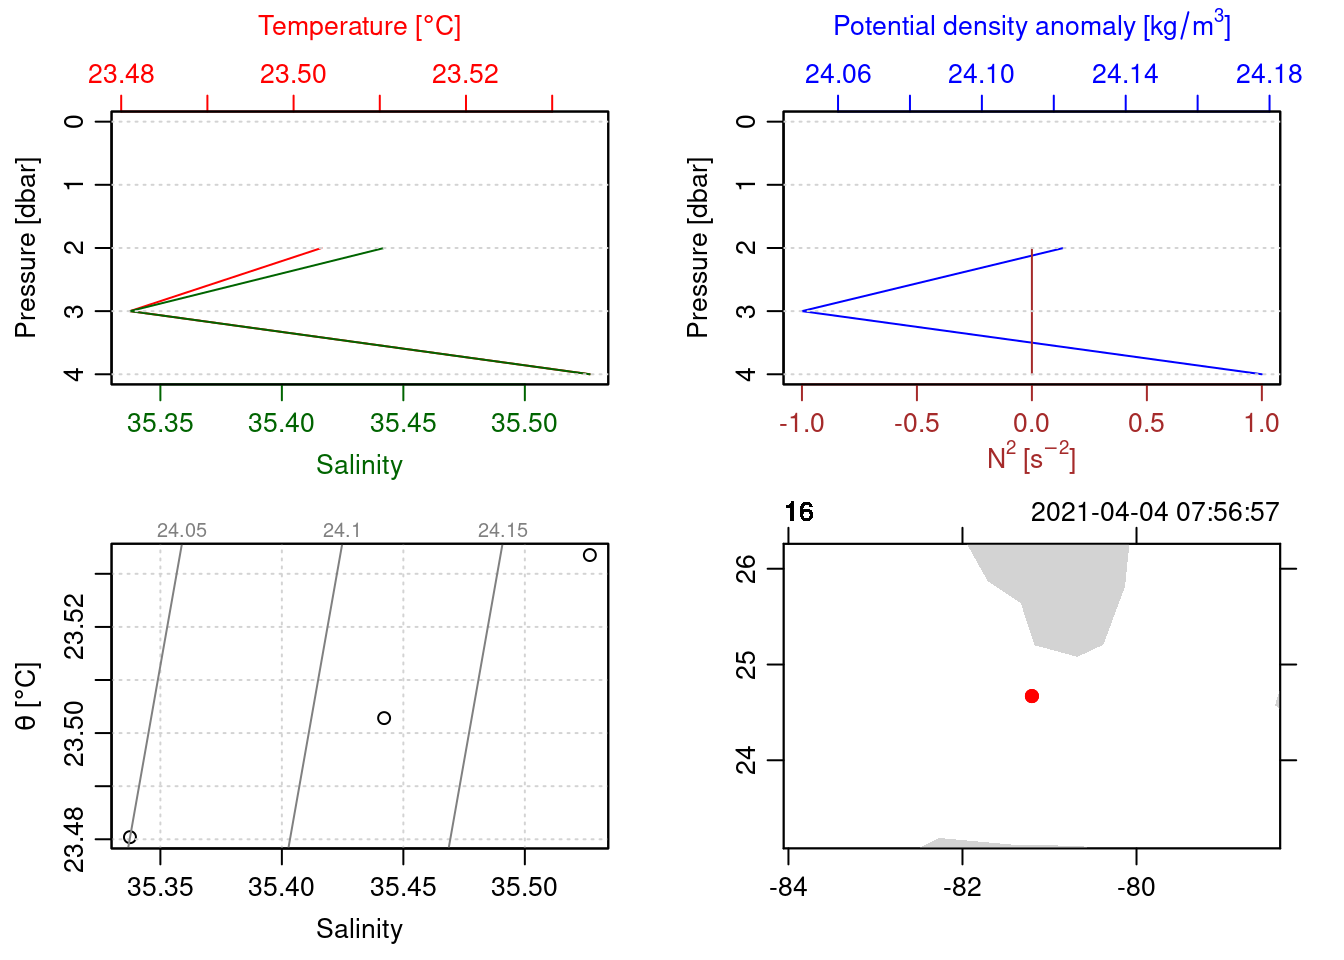 Temperature [°C]
23.48 23.50 23.52
0
1
2
3
4
Pressure [dbar]
35.35 35.40 35.45 35.50
Salinity
Potential density anomaly [kg/m³]
24.06 24.10 24.14 24.18
0
1
2
3
4
Pressure [dbar]
-1.0 -0.5 0.0 0.5 1.0
N² [s⁻²]
24.05 24.1 24.15
23.52
23.50
23.48
θ [°C]
35.35 35.40 35.45 35.50
Salinity
16 2021-04-04 07:56:57
26
25
24
-84 -82 -80